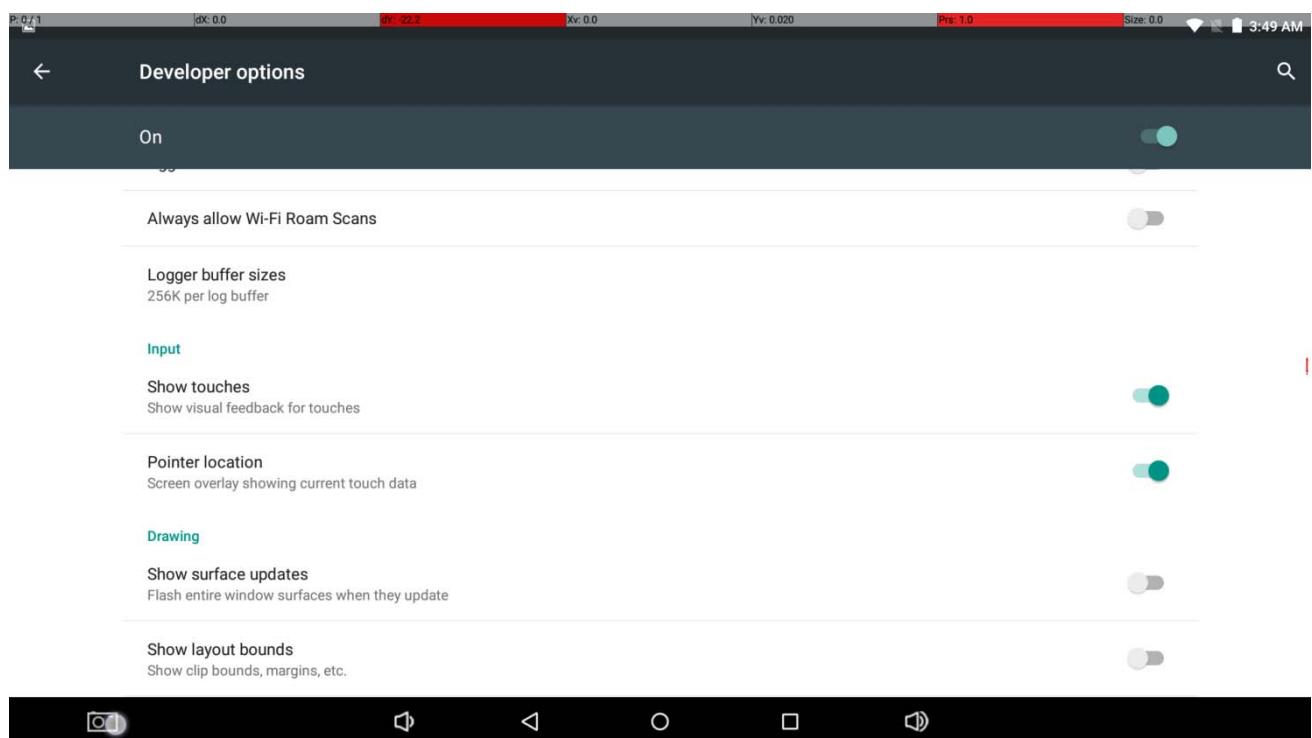 P: 0 / 1 dX: 0.0 dY: -22.2 Xv: 0.0 Yv: 0.020 Prs: 1.0 Size: 0.0 3:49 AM
Developer options
On
Always allow Wi-Fi Roam Scans
Logger buffer sizes
256K per log buffer
Input
Show touches
Show visual feedback for touches
Pointer location
Screen overlay showing current touch data
Drawing
Show surface updates
Flash entire window surfaces when they update
Show layout bounds
Show clip bounds, margins, etc.